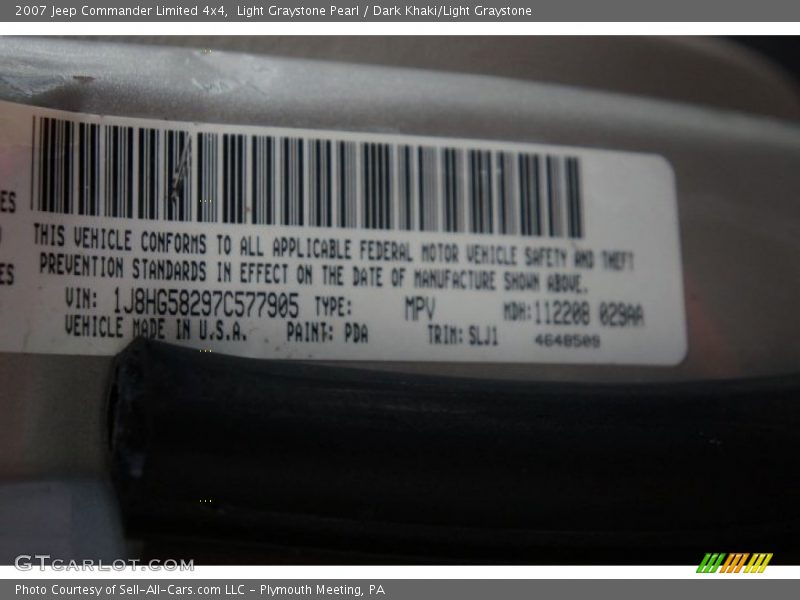 2007 Jeep Commander Limited 4x4,  Light Graystone Pearl / Dark Khaki/Light Graystone
ES
ES
THIS VEHICLE CONFORMS TO ALL APPLICABLE FEDERAL MOTOR VEHICLE SAFETY AND THEFT
PREVENTION STANDARDS IN EFFECT ON THE DATE OF MANUFACTURE SHOWN ABOVE.
VIN: 1J8HG58297C577905 TYPE: MPV MDH:112208 029AA
VEHICLE MADE IN U.S.A. PAINT: PDA TRIM: SLJ1 4648509
GTcarlot.com
Photo Courtesy of Sell-All-Cars.com LLC - Plymouth Meeting, PA